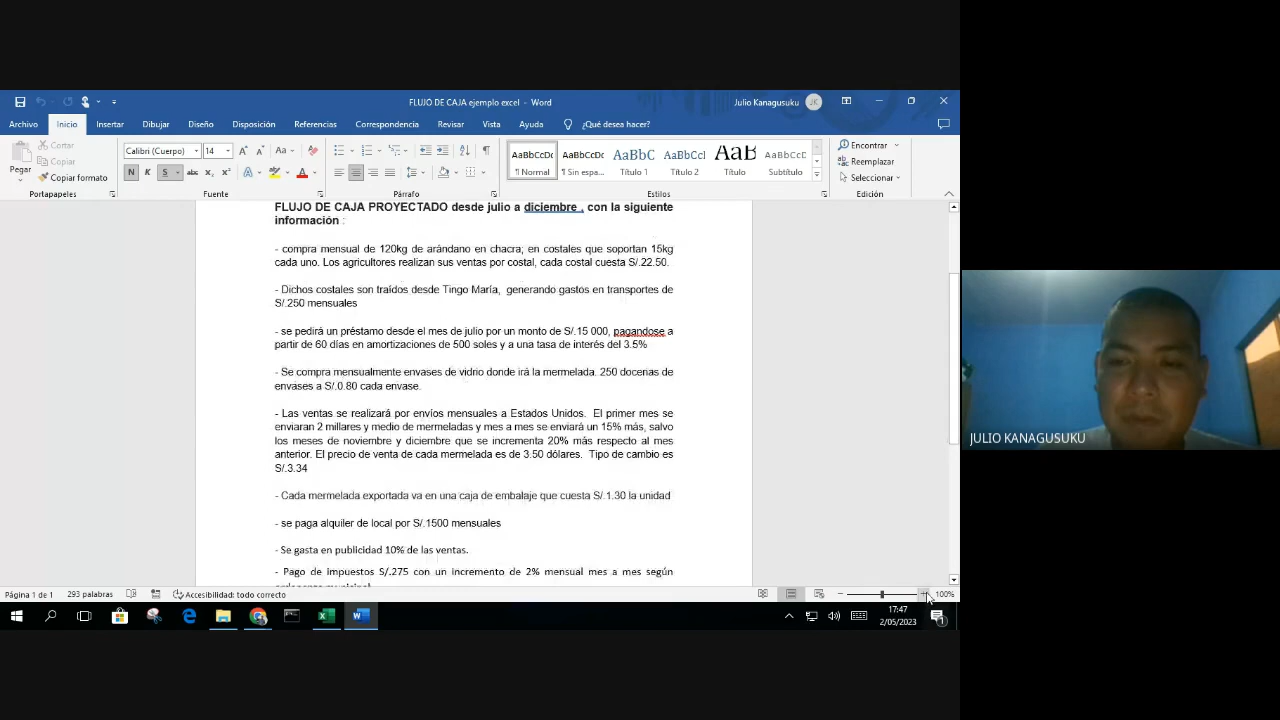 FLUJO DE CAJA ejemplo excel - Word
Julio Kanagusuku
JK
Archivo Inicio Insertar Dibujar Diseño Disposición Referencias Correspondencia Revisar Vista Ayuda ¿Qué desea hacer?
Pegar
Cortar
Copiar
Copiar formato
Portapapeles
Calibri (Cuerpo) 14
N K S abc x₂ x²
Fuente
Párrafo
AaBbCcDc AaBbCcDc AaBbC AaBbCcI AaB AaBbCcD
¶ Normal ¶ Sin espa... Título 1 Título 2 Título Subtítulo
Estilos
Encontrar
Reemplazar
Seleccionar
Edición
FLUJO DE CAJA PROYECTADO desde julio a diciembre , con la siguiente
información :
- compra mensual de 120kg de arándano en chacra; en costales que soportan 15kg
cada uno. Los agricultores realizan sus ventas por costal, cada costal cuesta S/.22.50.
- Dichos costales son traídos desde Tingo María, generando gastos en transportes de
S/.250 mensuales
- se pedirá un préstamo desde el mes de julio por un monto de S/.15 000, pagandose a
partir de 60 días en amortizaciones de 500 soles y a una tasa de interés del 3.5%
- Se compra mensualmente envases de vidrio donde irá la mermelada. 250 docenas de
envases a S/.0.80 cada envase.
- Las ventas se realizará por envíos mensuales a Estados Unidos. El primer mes se
enviaran 2 millares y medio de mermeladas y mes a mes se enviará un 15% más, salvo
los meses de noviembre y diciembre que se incrementa 20% más respecto al mes
anterior. El precio de venta de cada mermelada es de 3.50 dólares. Tipo de cambio es
S/.3.34
- Cada mermelada exportada va en una caja de embalaje que cuesta S/.1.30 la unidad
- se paga alquiler de local por S/.1500 mensuales
- Se gasta en publicidad 10% de las ventas.
- Pago de impuestos S/.275 con un incremento de 2% mensual mes a mes según
Página 1 de 1 293 palabras Accesibilidad: todo correcto 100%
17:47
2/05/2023
JULIO KANAGUSUKU